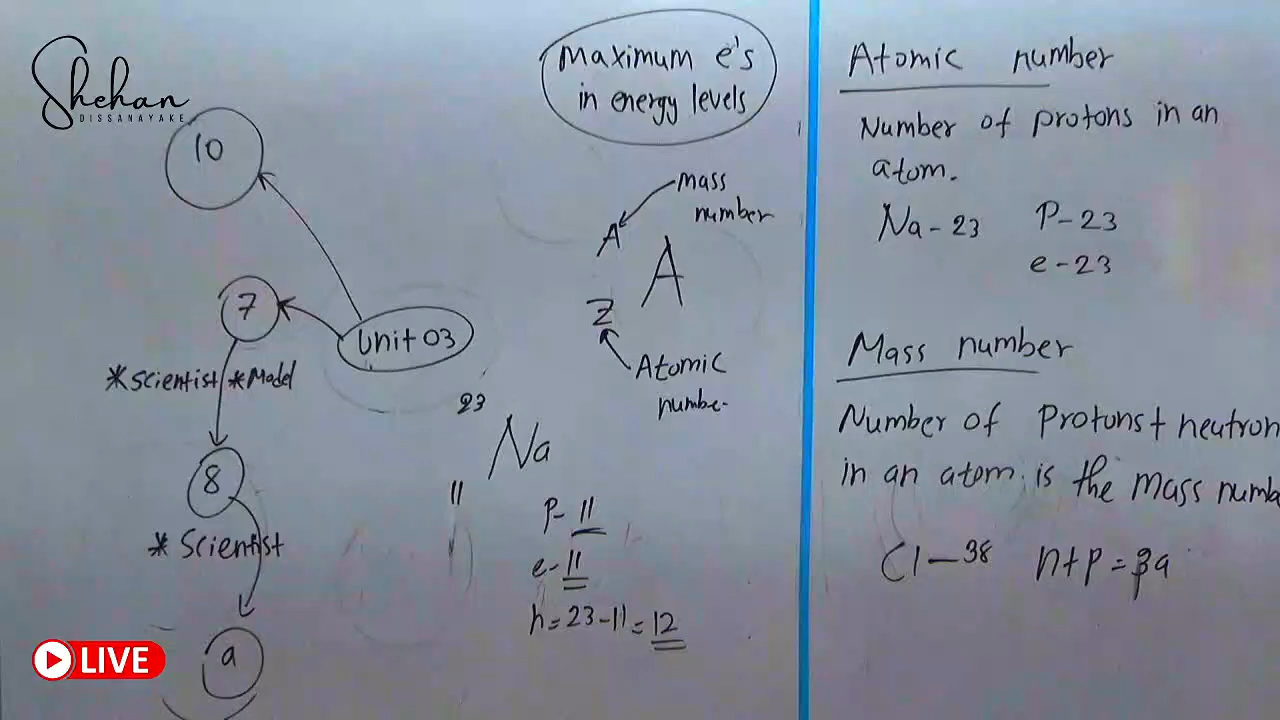 Shehan
DISSANAYAKE
10
7
Unit 03
*Scientist *Model
8
* Scientist
a
LIVE
Maximum e's
in energy levels
mass
number
A
A
Z
Atomic
numbe
23
Na
11
P- 11
e- 11
n = 23-11 = 12
Atomic number
Number of protons in an
atom.
Na - 23 P-23
e-23
Mass number
Number of Protons + neutron
in an atom is the mass numb
Cl - 38 n+p =